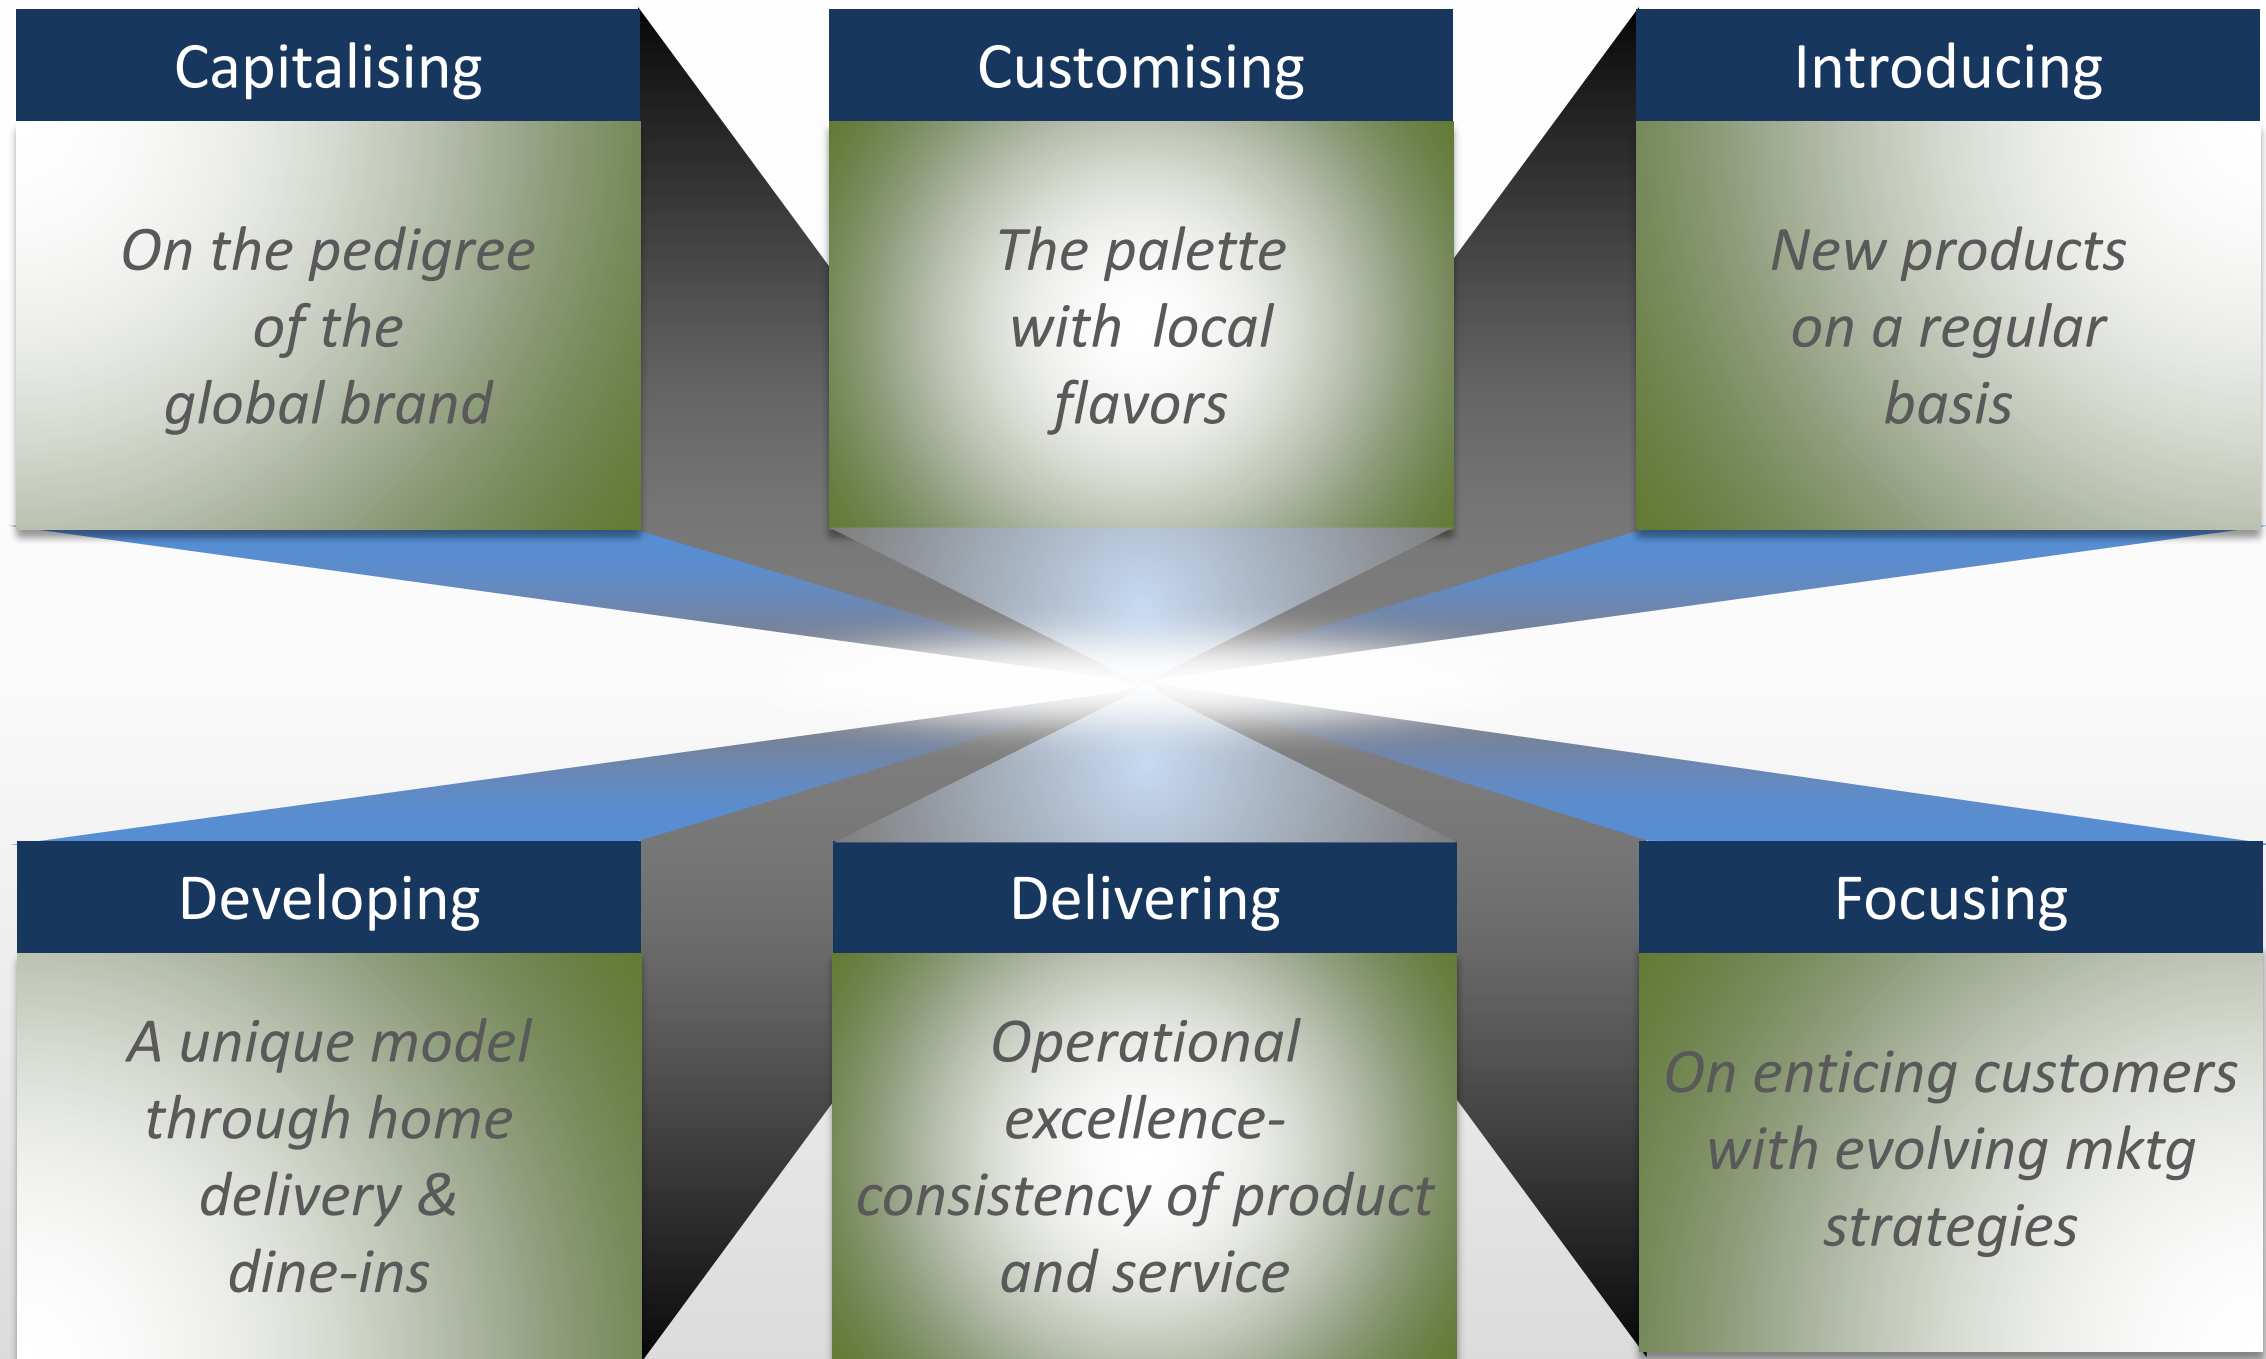 Capitalising
On the pedigree
of the
global brand
Customising
The palette
with  local
flavors
Introducing
New products
on a regular
basis
Developing
A unique model
through home
delivery &
dine-ins
Delivering
Operational
excellence-
consistency of product
and service
Focusing
On enticing customers
with evolving mktg
strategies